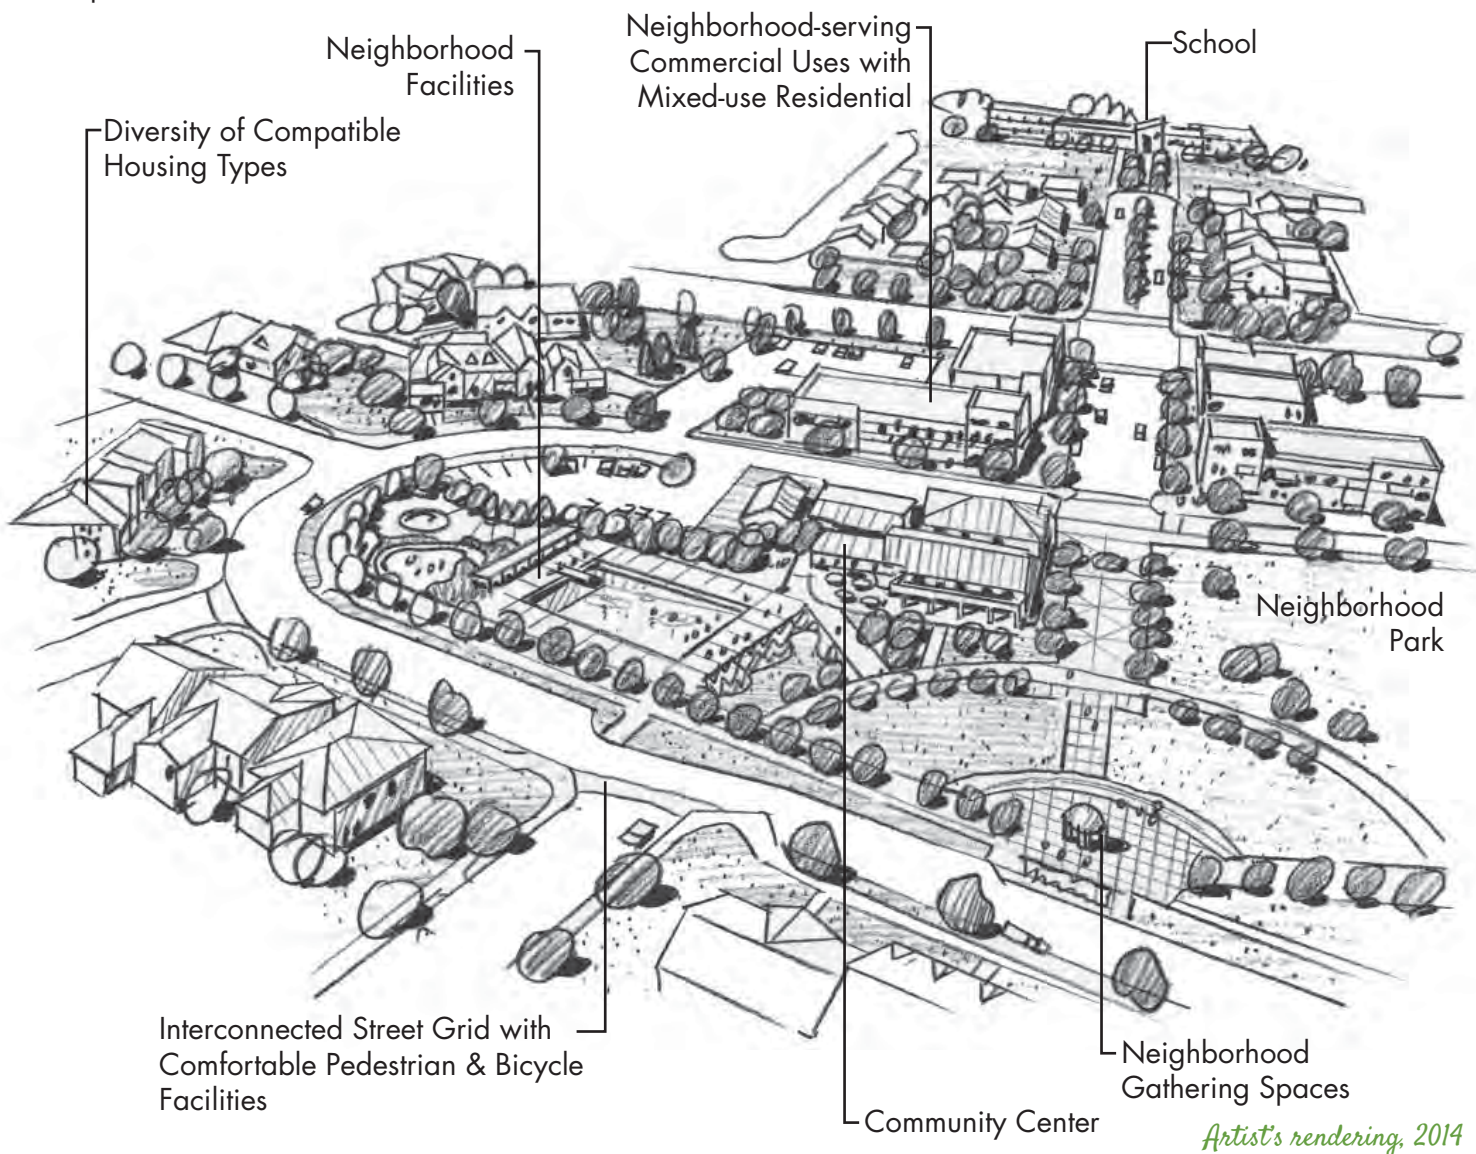 Neighborhood
Facilities
Neighborhood-serving
Commercial Uses with
Mixed-use Residential
School
Diversity of Compatible
Housing Types
Neighborhood
Park
Interconnected Street Grid with
Comfortable Pedestrian & Bicycle
Facilities
Neighborhood
Gathering Spaces
Community Center
Artist's rendering, 2014